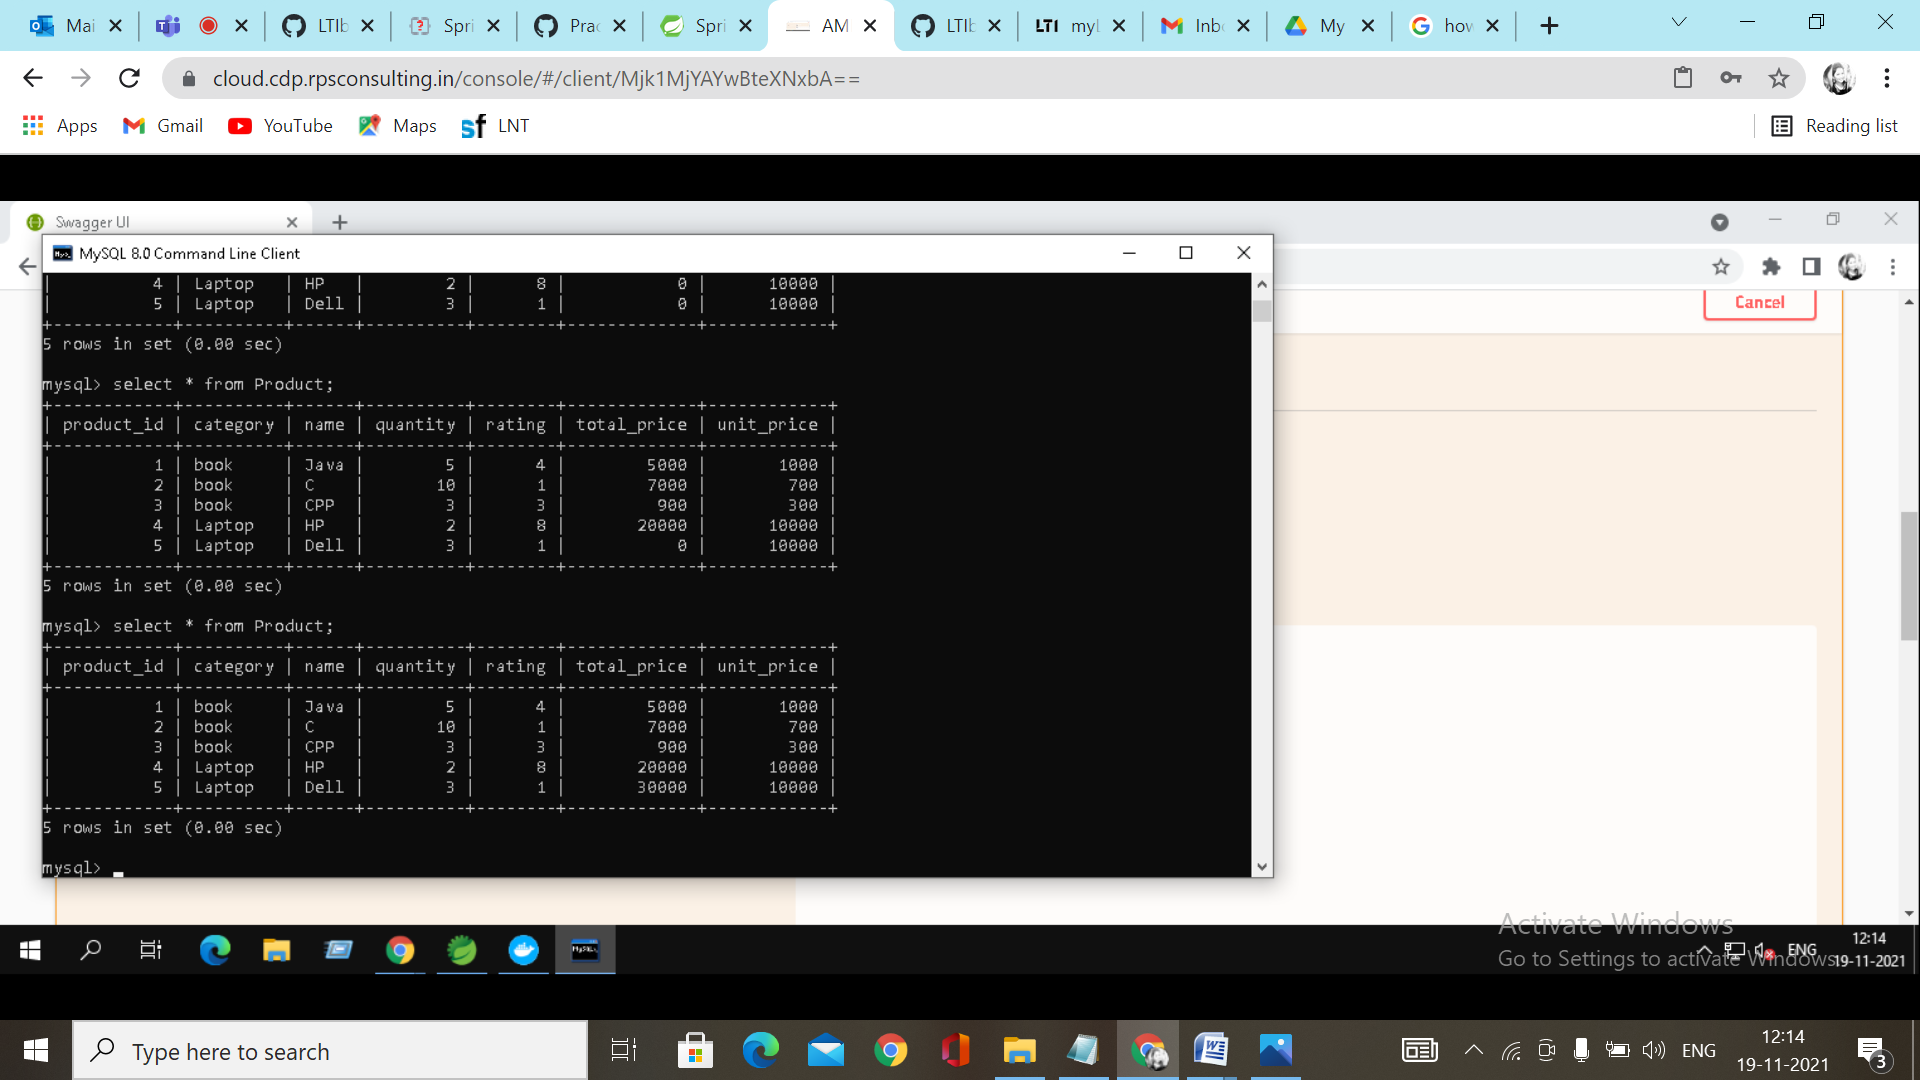 Mai
LTIb
Spri
Prac
Spri
AM
LTIb
LTI myl
Inb
My
how
cloud.cdp.rpsconsulting.in/console/#/client/Mjk1MjYAYwBteXNxbA==
Apps Gmail YouTube Maps LNT Reading list
Swagger UI
MySQL 8.0 Command Line Client
Cancel
| 4 | Laptop | HP | 2 | 8 | 0 | 10000 |
| 5 | Laptop | Dell | 3 | 1 | 0 | 10000 |
5 rows in set (0.00 sec)
mysql> select * from Product;
| product_id | category | name | quantity | rating | total_price | unit_price |
| 1 | book | Java | 5 | 4 | 5000 | 1000 |
| 2 | book | C | 10 | 1 | 7000 | 700 |
| 3 | book | CPP | 3 | 3 | 900 | 300 |
| 4 | Laptop | HP | 2 | 8 | 20000 | 10000 |
| 5 | Laptop | Dell | 3 | 1 | 0 | 10000 |
5 rows in set (0.00 sec)
mysql> select * from Product;
| product_id | category | name | quantity | rating | total_price | unit_price |
| 1 | book | Java | 5 | 4 | 5000 | 1000 |
| 2 | book | C | 10 | 1 | 7000 | 700 |
| 3 | book | CPP | 3 | 3 | 900 | 300 |
| 4 | Laptop | HP | 2 | 8 | 20000 | 10000 |
| 5 | Laptop | Dell | 3 | 1 | 30000 | 10000 |
5 rows in set (0.00 sec)
mysql>
Activate Windows
Go to Settings to activate Windows.
ENG
12:14
19-11-2021
Type here to search
ENG
12:14
19-11-2021
3